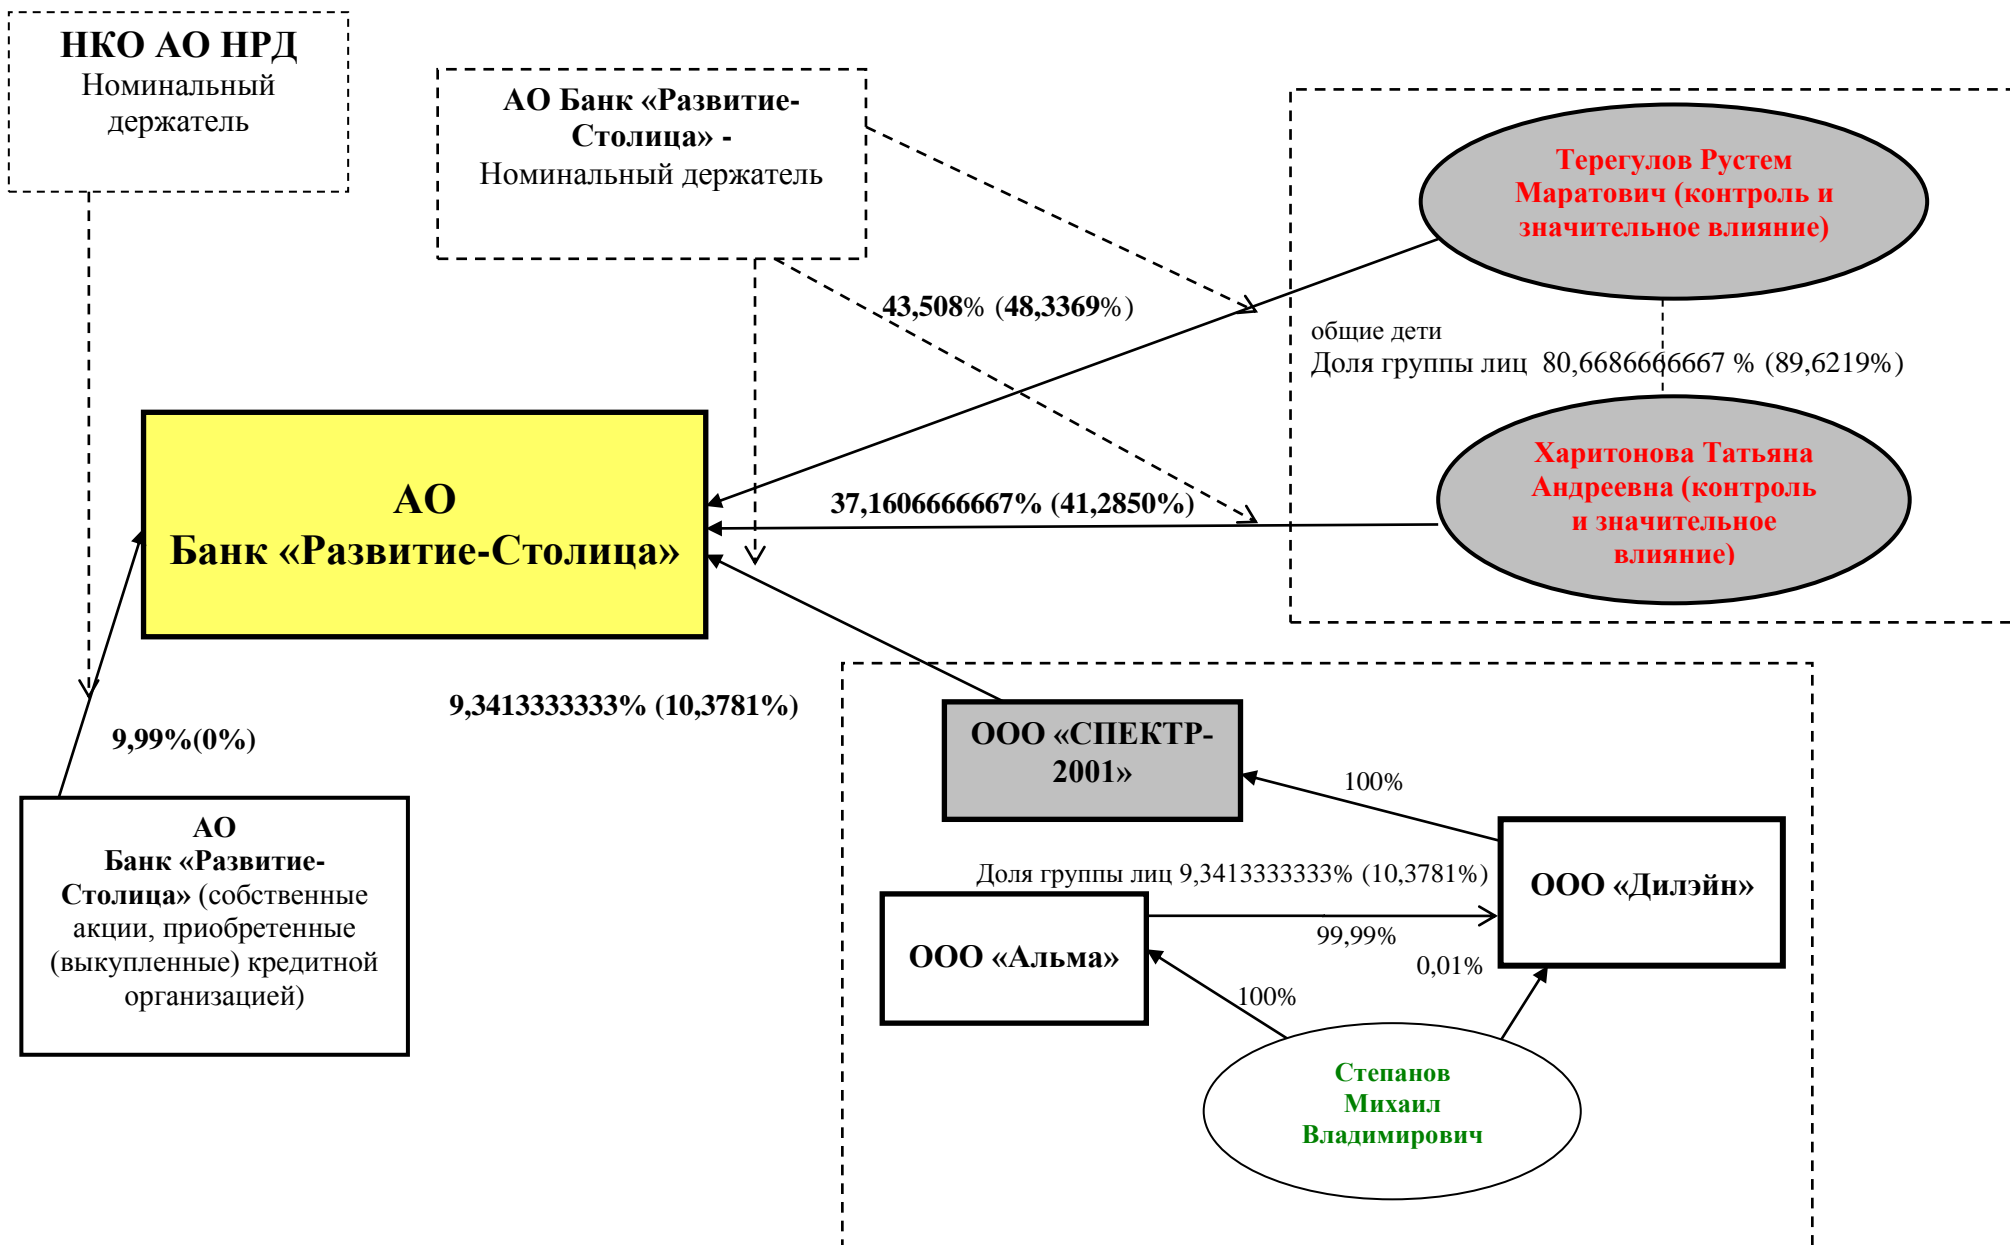 НКО АО НРД
Номинальный
держатель
АО Банк «Развитие-
Столица» -
Номинальный держатель
Терегулов Рустем
Маратович (контроль и
значительное влияние)
43,508% (48,3369%)
общие дети
Доля группы лиц 80,6686666667 % (89,6219%)
Харитонова Татьяна
Андреевна (контроль
и значительное
влияние)
АО
Банк «Развитие-Столица»
37,1606666667% (41,2850%)
9,3413333333% (10,3781%)
9,99%(0%)
ООО «СПЕКТР-
2001»
100%
АО
Банк «Развитие-
Столица» (собственные
акции, приобретенные
(выкупленные) кредитной
организацией)
Доля группы лиц 9,3413333333% (10,3781%)
ООО «Дилэйн»
ООО «Альма»
99,99%
0,01%
100%
Степанов
Михаил
Владимирович